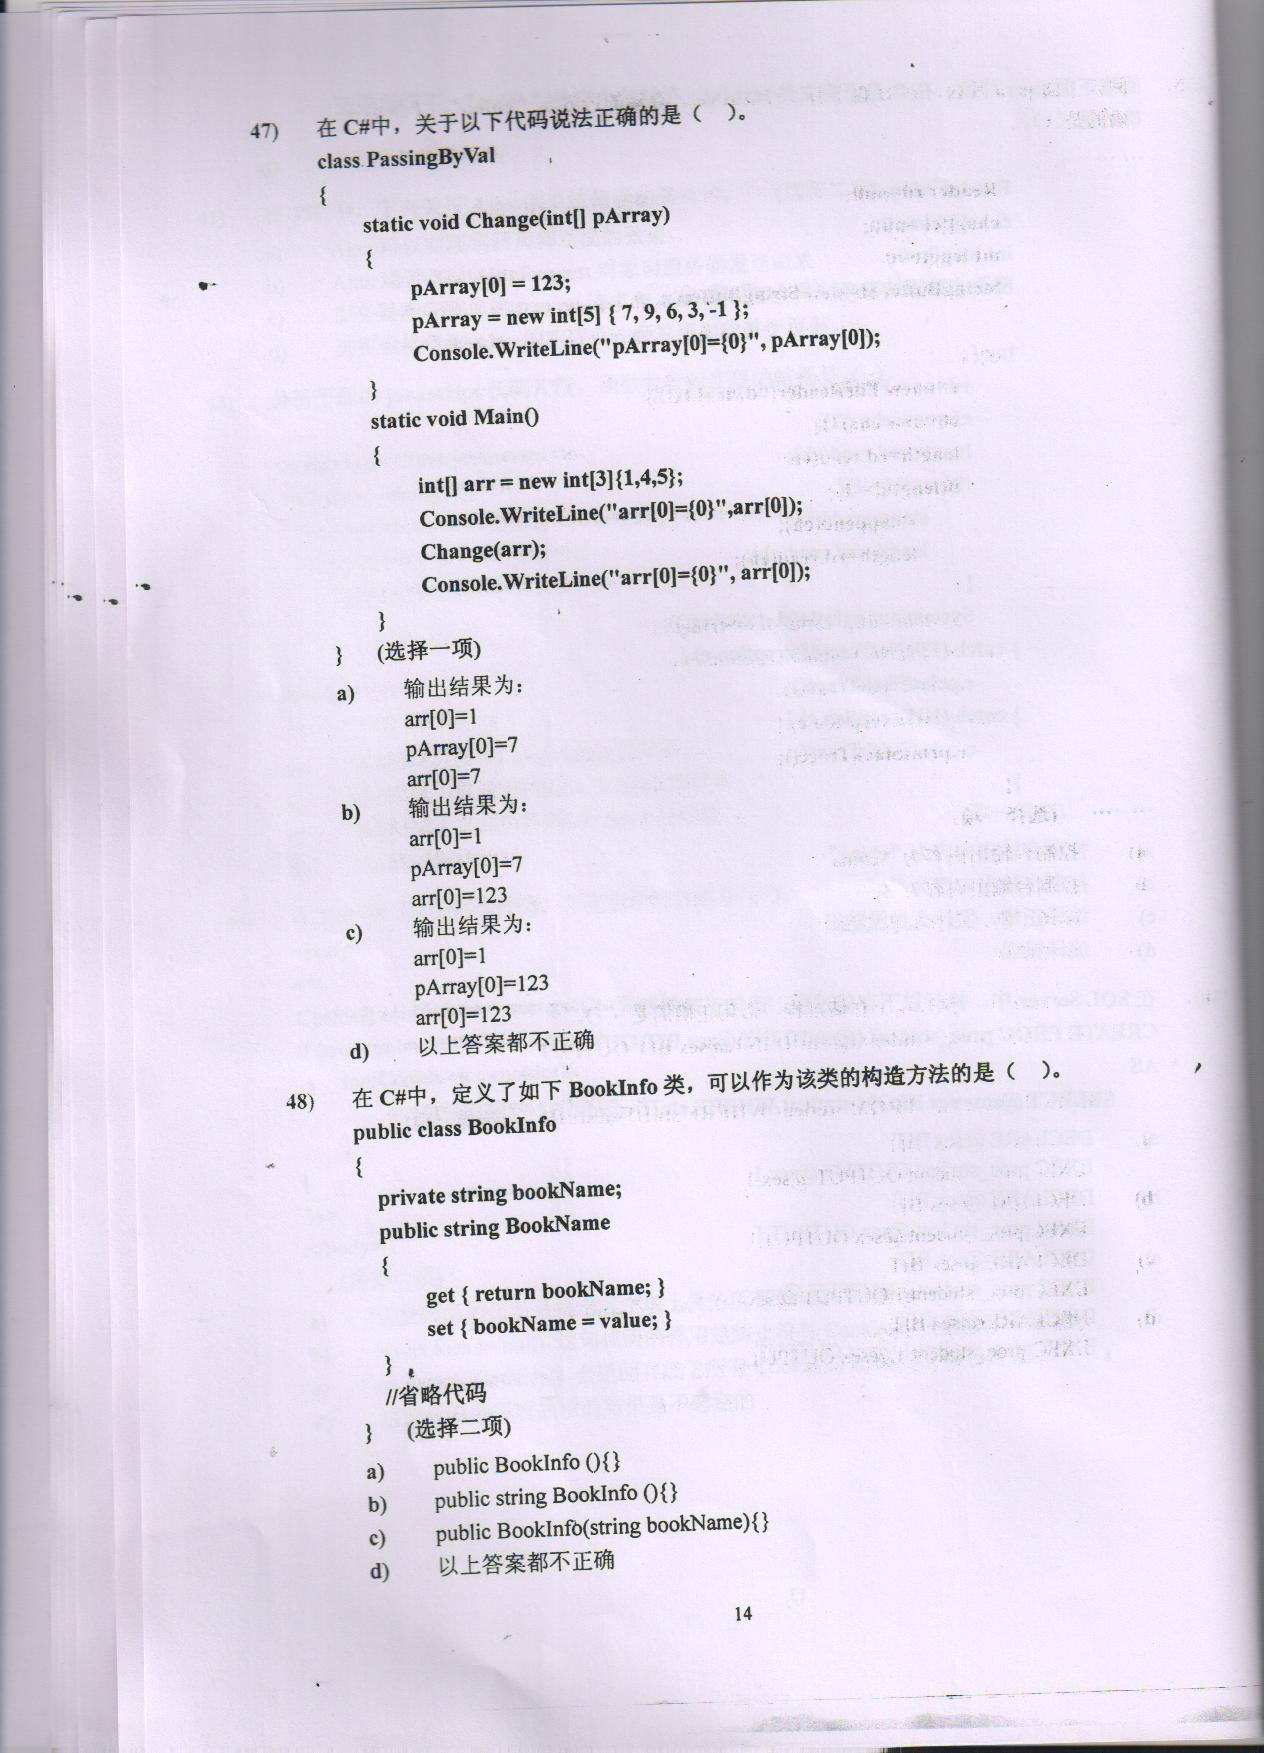 47) 在 C#中，关于以下代码说法正确的是（ ）。
class PassingByVal
{
static void Change(int[] pArray)
{
pArray[0] = 123;
pArray = new int[5] { 7, 9, 6, 3, -1 };
Console.WriteLine("pArray[0]={0}", pArray[0]);
}
static void Main()
{
int[] arr = new int[3]{1,4,5};
Console.WriteLine("arr[0]={0}",arr[0]);
Change(arr);
Console.WriteLine("arr[0]={0}", arr[0]);
}
} (选择一项)
a) 输出结果为：
arr[0]=1
pArray[0]=7
arr[0]=7
b) 输出结果为：
arr[0]=1
pArray[0]=7
arr[0]=123
c) 输出结果为：
arr[0]=1
pArray[0]=123
arr[0]=123
d) 以上答案都不正确
48) 在 C#中，定义了如下 BookInfo 类，可以作为该类的构造方法的是（ ）。
public class BookInfo
{
private string bookName;
public string BookName
{
get { return bookName; }
set { bookName = value; }
}
//省略代码
} (选择二项)
a) public BookInfo (){}
b) public string BookInfo (){}
c) public BookInfo(string bookName){}
d) 以上答案都不正确
14